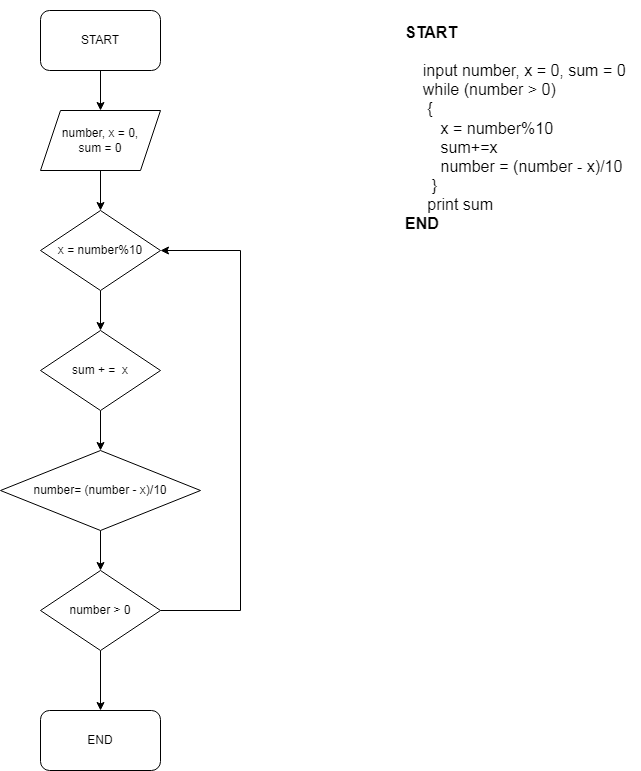 START
number, x = 0,
sum = 0
x = number%10
sum + =  x
number= (number - x)/10
number > 0
END
START
input number, x = 0, sum = 0
while (number > 0)
{
x = number%10
sum+=x
number = (number - x)/10
}
print sum
END